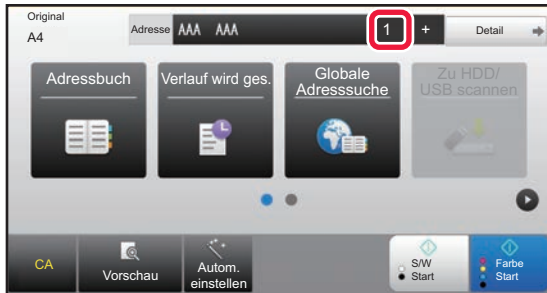 Original
A4
Adresse AAA AAA 1 + Detail
Adressbuch
Verlauf wird ges.
Globale
Adresssuche
Zu HDD/
USB scannen
CA
Vorschau
Autom.
einstellen
S/W
Start
Farbe
Start